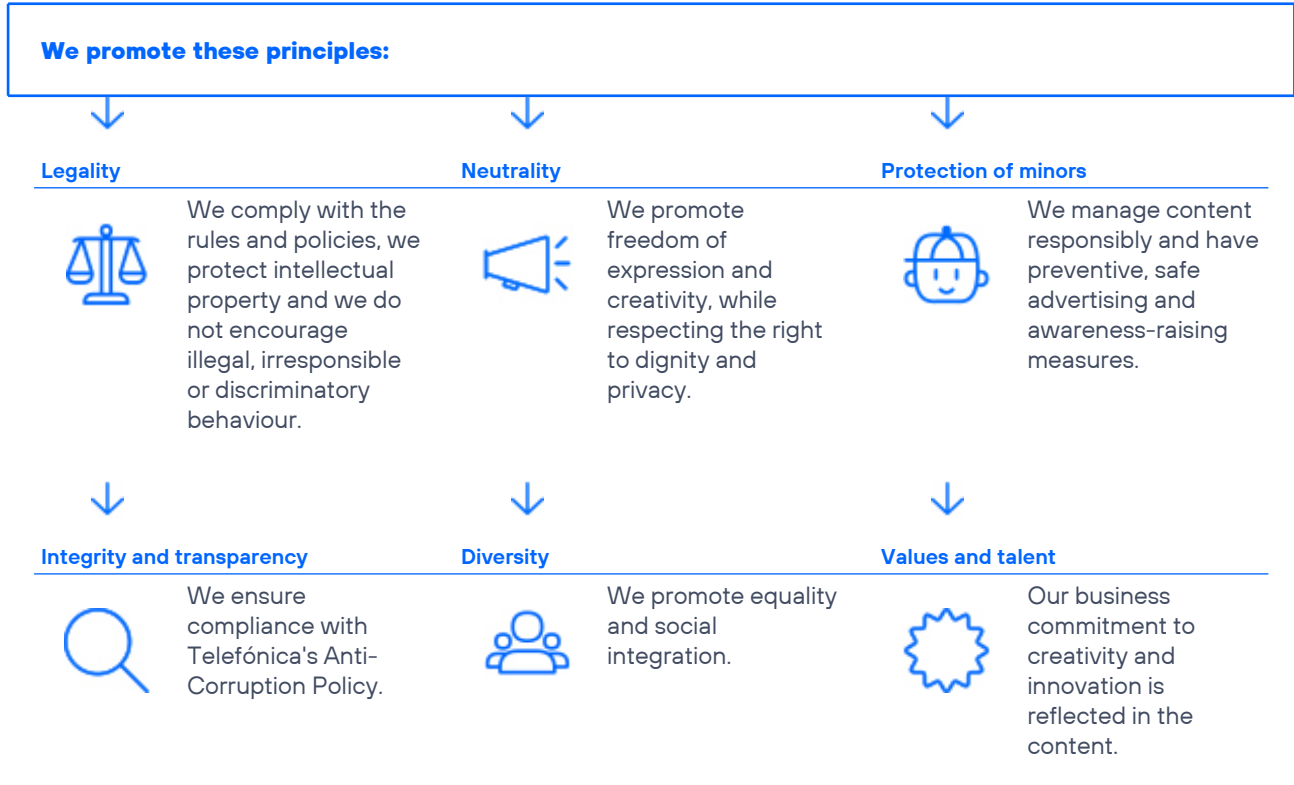 We promote these principles:
Legality
We comply with the
rules and policies, we
protect intellectual
property and we do
not encourage
illegal, irresponsible
or discriminatory
behaviour.
Neutrality
We promote
freedom of
expression and
creativity, while
respecting the right
to dignity and
privacy.
Protection of minors
We manage content
responsibly and have
preventive, safe
advertising and
awareness-raising
measures.
Integrity and transparency
We ensure
compliance with
Telefónica's Anti-
Corruption Policy.
Diversity
We promote equality
and social
integration.
Values and talent
Our business
commitment to
creativity and
innovation is
reflected in the
content.